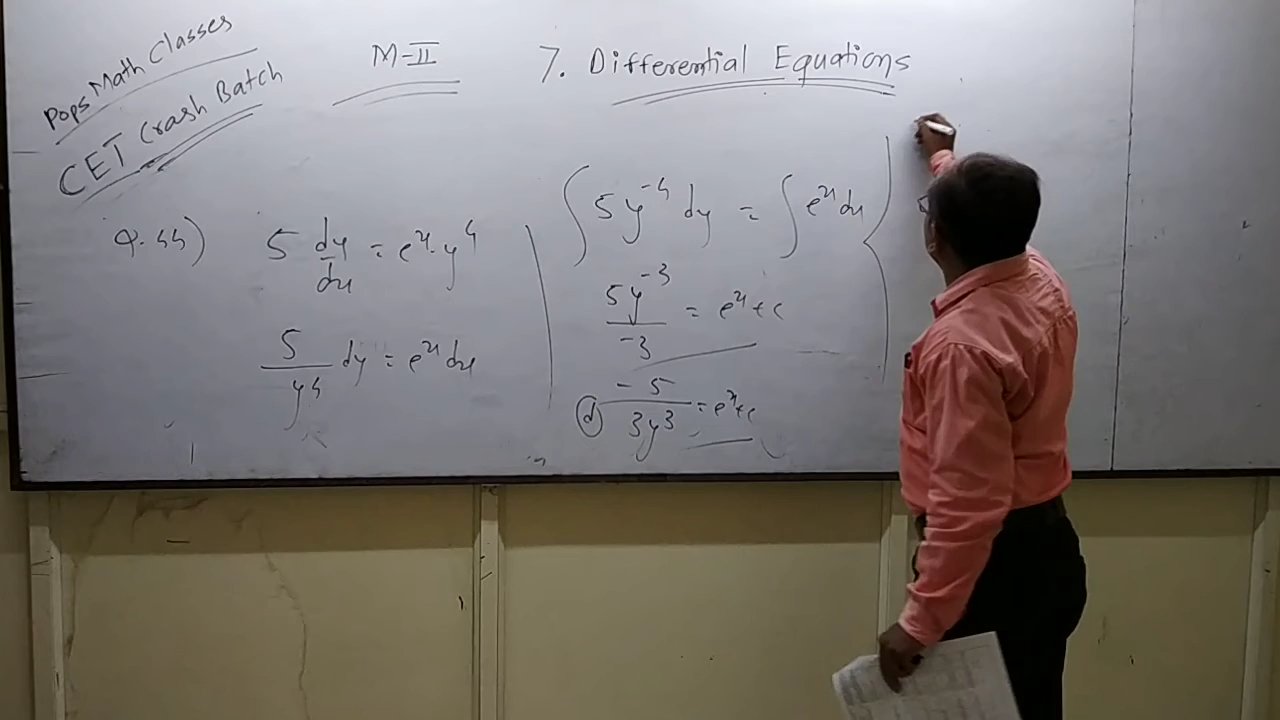 Pops Math Classes
CET Crash Batch
M-II
7. Differential Equations
Q.44)
5 dy/dx = e^x · y^4
5/y^4 dy = e^x dx
∫ 5y^-4 dy = ∫ e^x dx
5y^-3/-3 = e^x + c
(d) -5/3y^3 = e^x + c